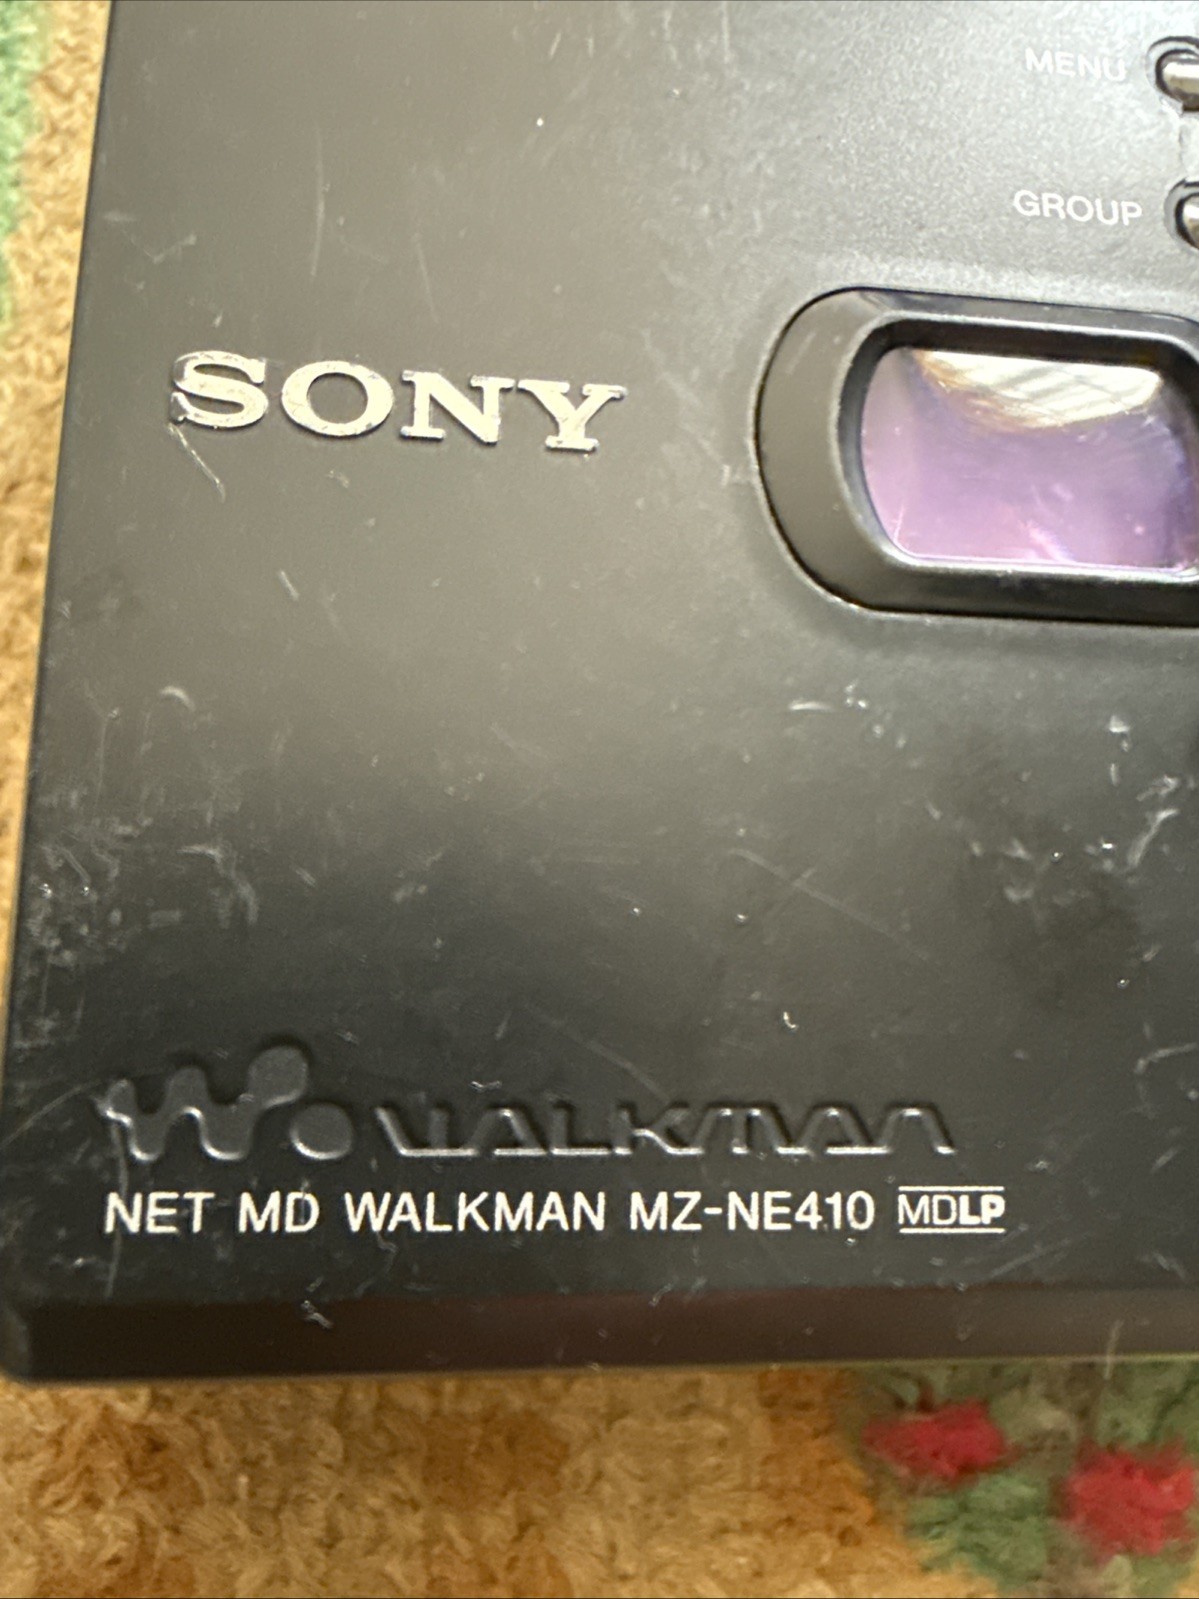 MENU
GROUP
SONY
WALKMAN
NET MD WALKMAN MZ-NE410 MDLP